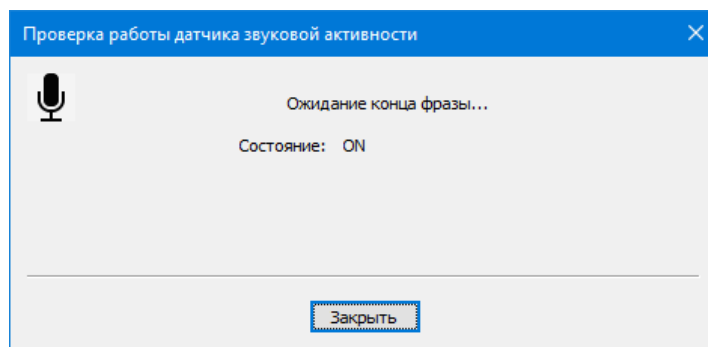 Проверка работы датчика звуковой активности
Ожидание конца фразы...
Состояние: ON
Закрыть